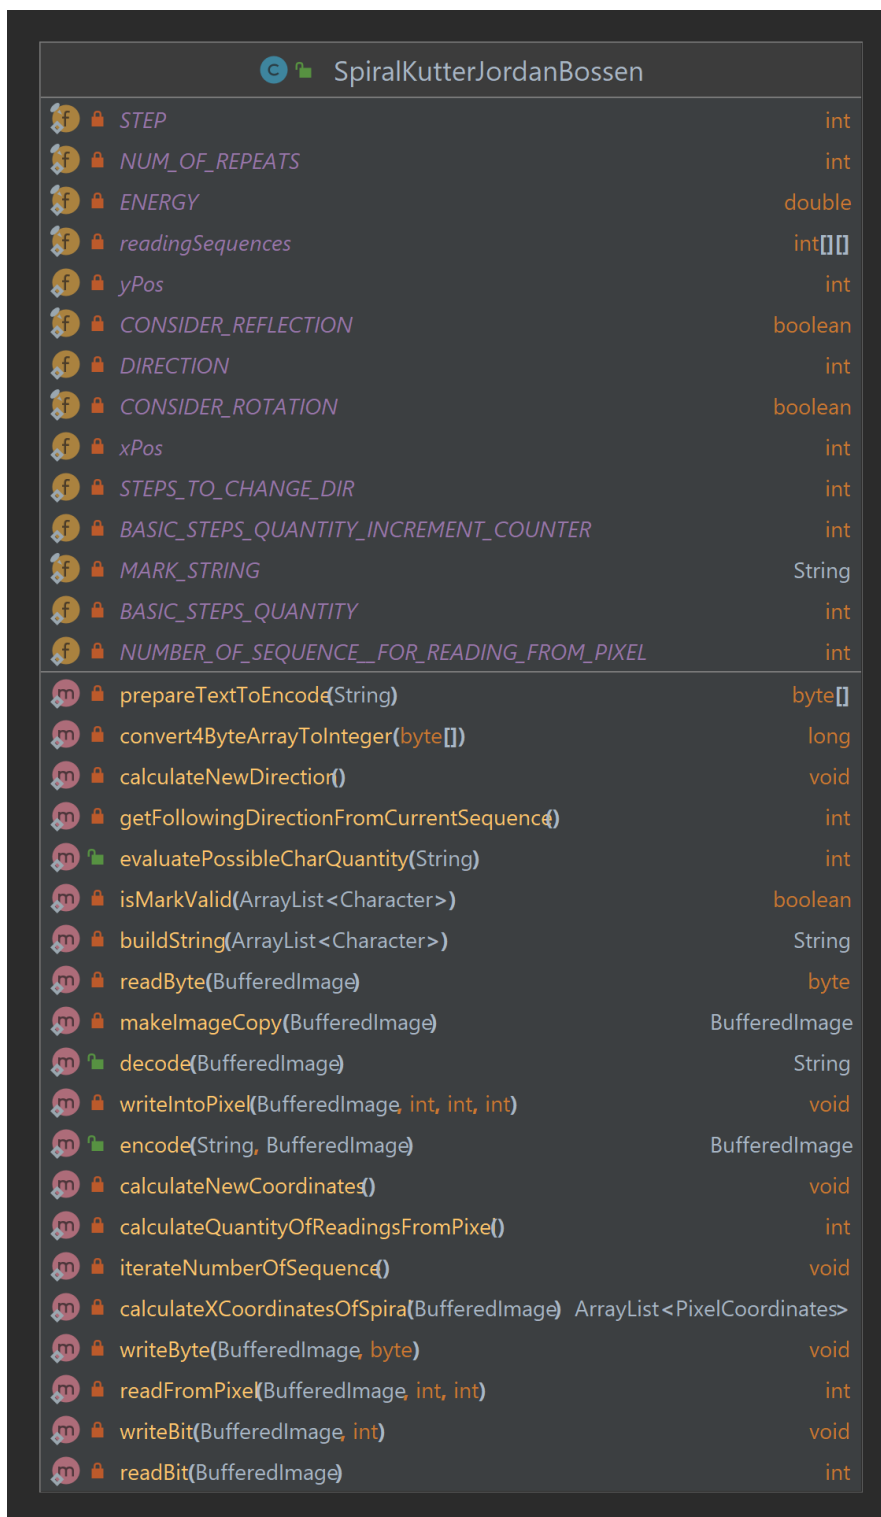 C SpiralKutterJordanBossen
f STEP int
f NUM_OF_REPEATS int
f ENERGY double
f readingSequences int[][]
f yPos int
f CONSIDER_REFLECTION boolean
f DIRECTION int
f CONSIDER_ROTATION boolean
f xPos int
f STEPS_TO_CHANGE_DIR int
f BASIC_STEPS_QUANTITY_INCREMENT_COUNTER int
f MARK_STRING String
f BASIC_STEPS_QUANTITY int
f NUMBER_OF_SEQUENCE__FOR_READING_FROM_PIXEL int
m prepareTextToEncode(String) byte[]
m convert4ByteArrayToInteger(byte[]) long
m calculateNewDirection() void
m getFollowingDirectionFromCurrentSequence() int
m evaluatePossibleCharQuantity(String) int
m isMarkValid(ArrayList<Character>) boolean
m buildString(ArrayList<Character>) String
m readByte(BufferedImage) byte
m makeImageCopy(BufferedImage) BufferedImage
m decode(BufferedImage) String
m writeIntoPixel(BufferedImage, int, int, int) void
m encode(String, BufferedImage) BufferedImage
m calculateNewCoordinates() void
m calculateQuantityOfReadingsFromPixel() int
m iterateNumberOfSequence() void
m calculateXCoordinatesOfSpiral(BufferedImage) ArrayList<PixelCoordinates>
m writeByte(BufferedImage, byte) void
m readFromPixel(BufferedImage, int, int) int
m writeBit(BufferedImage, int) void
m readBit(BufferedImage) int